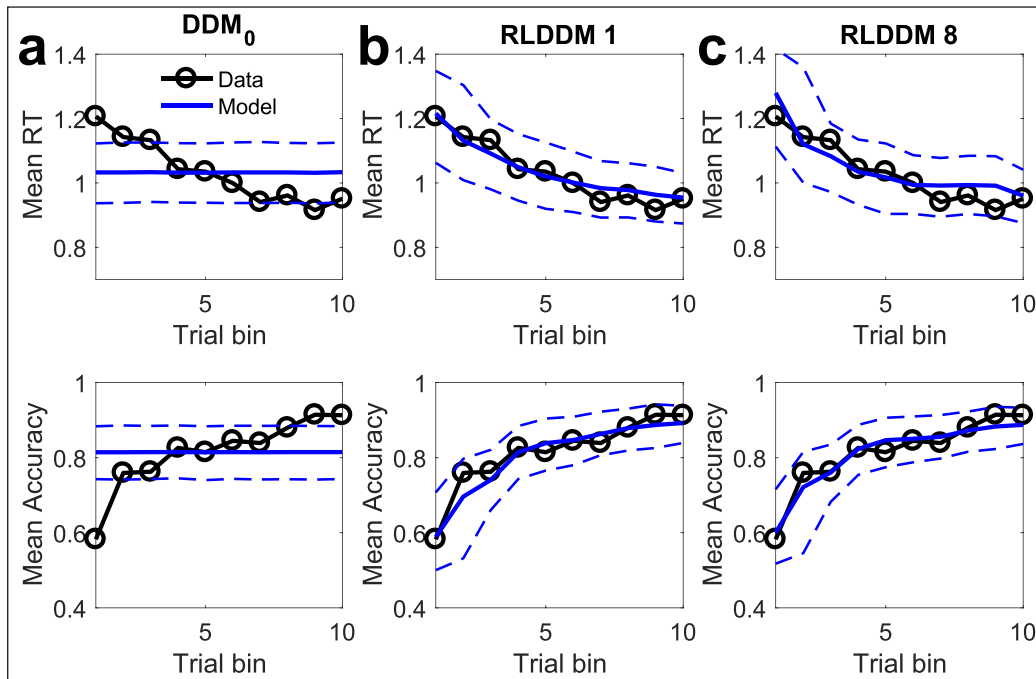 a DDM0
Data
Model
Mean RT
1.4
1.2
1
0.8
5 10
Trial bin
b RLDDM 1
Mean RT
1.4
1.2
1
0.8
5 10
Trial bin
c RLDDM 8
Mean RT
1.4
1.2
1
0.8
5 10
Trial bin
Mean Accuracy
1
0.8
0.6
0.4
5 10
Trial bin
Mean Accuracy
1
0.8
0.6
0.4
5 10
Trial bin
Mean Accuracy
1
0.8
0.6
0.4
5 10
Trial bin